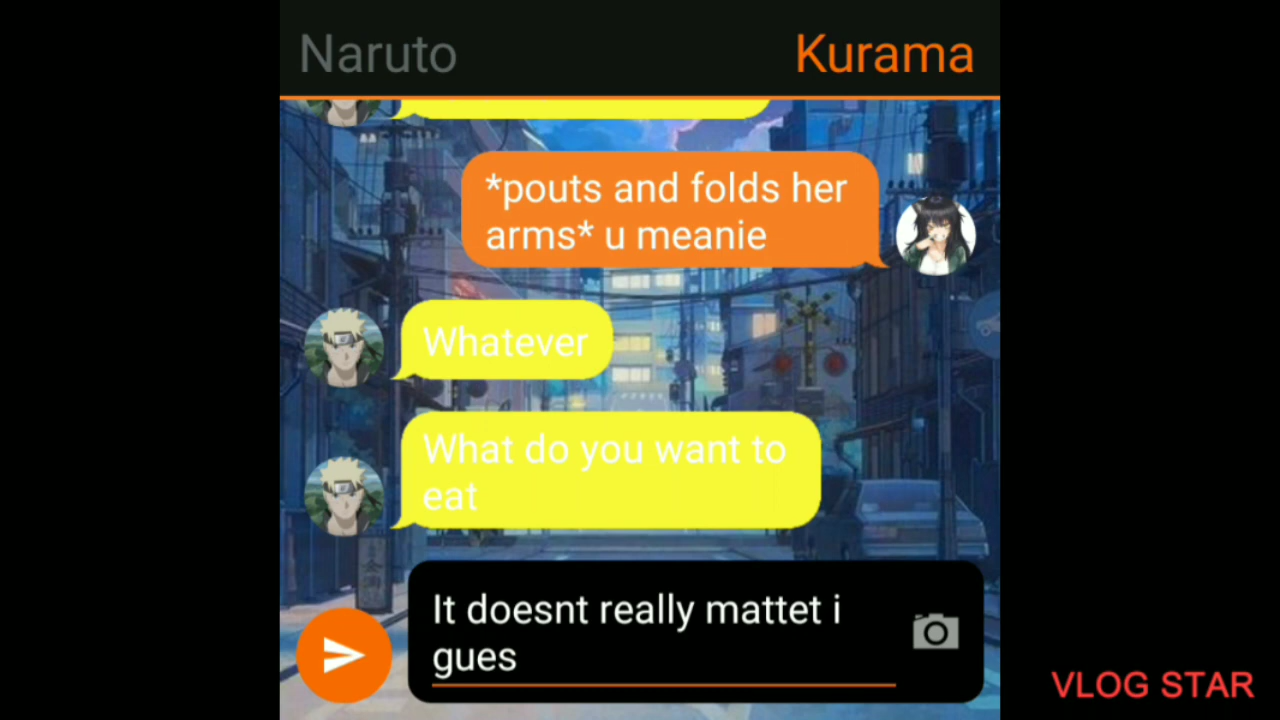 Naruto
Kurama
*pouts and folds her
arms* u meanie
Whatever
What do you want to
eat
It doesnt really mattet i
gues
VLOG STAR